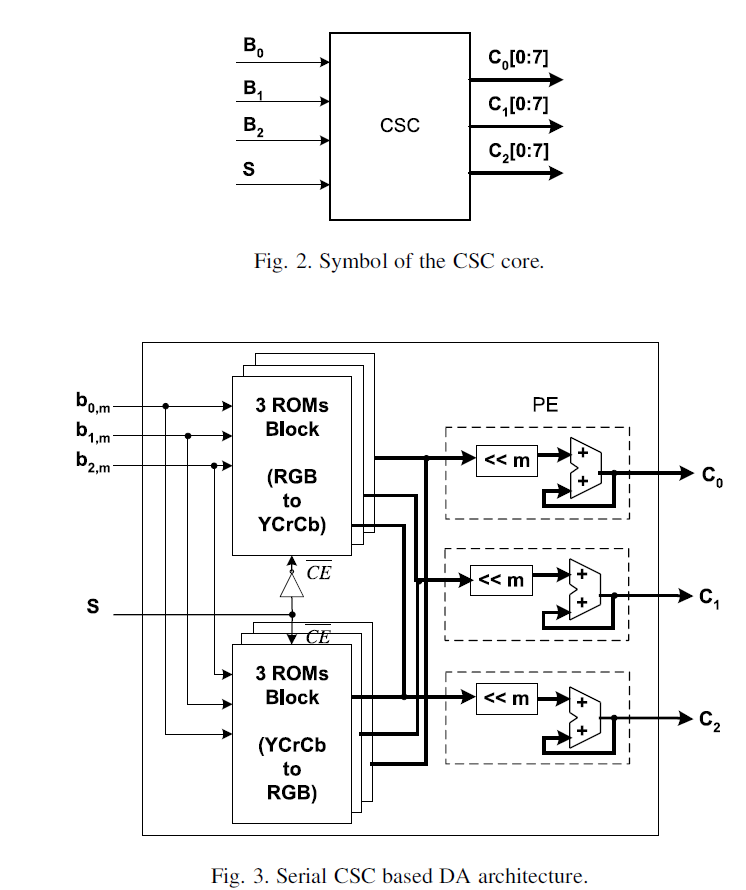 B0
B1
B2
S
CSC
C0[0:7]
C1[0:7]
C2[0:7]
Fig. 2. Symbol of the CSC core.
b0,m
b1,m
b2,m
S
3 ROMs
Block
(RGB
to
YCrCb)
CE
CE
3 ROMs
Block
(YCrCb
to
RGB)
PE
<< m
+
+
C0
<< m
+
+
C1
<< m
+
+
C2
Fig. 3. Serial CSC based DA architecture.